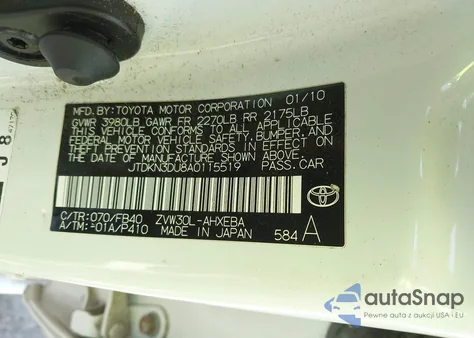 MFD. BY: TOYOTA MOTOR CORPORATION 01/10
GVWR 3980LB GAWR FR 2270LB RR 2175LB
THIS VEHICLE CONFORMS TO ALL APPLICABLE
FEDERAL MOTOR VEHICLE SAFETY, BUMPER, AND
THEFT PREVENTION STANDARDS IN EFFECT ON
THE DATE OF MANUFACTURE SHOWN ABOVE.
JTDKN3DU8A0115519 PASS.CAR
C/TR: 070/FB40 ZVW30L-AHXEBA
A/TM: -01A/P410 MADE IN JAPAN 584 A
J 8
autoSnap
Pewne auta z aukcji USA i EU